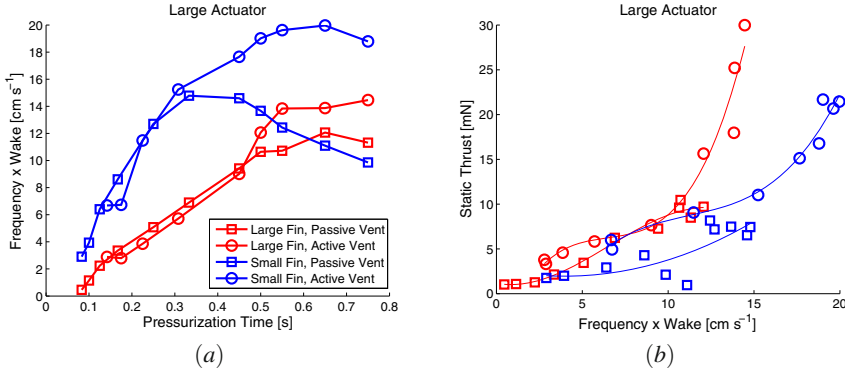 Large Actuator
20
18
16
14
12
10
8
6
4
2
0
Frequency x Wake [cm s⁻¹]
0 0.1 0.2 0.3 0.4 0.5 0.6 0.7 0.8
Pressurization Time [s]
Large Fin, Passive Vent
Large Fin, Active Vent
Small Fin, Passive Vent
Small Fin, Active Vent
(a)
Large Actuator
30
25
20
15
10
5
0
Static Thrust [mN]
0 5 10 15 20
Frequency x Wake [cm s⁻¹]
(b)